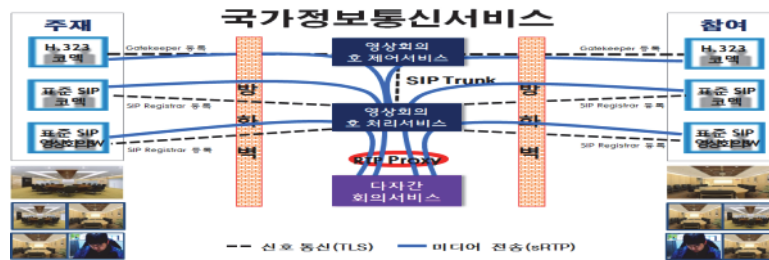 국가정보통신서비스
주재
H.323
코덱
표준 SIP
코덱
표준 SIP
영상회의SW
Gatekeeper 등록
SIP Registrar 등록
SIP Registrar 등록
방화벽
영상회의
호 제어서비스
SIP Trunk
영상회의
호 처리서비스
RTP Proxy
다자간
회의서비스
방화벽
Gatekeeper 등록
SIP Registrar 등록
SIP Registrar 등록
참여
H.323
코덱
표준 SIP
코덱
표준 SIP
영상회의SW
신호 통신(TLS)
미디어 전송(sRTP)